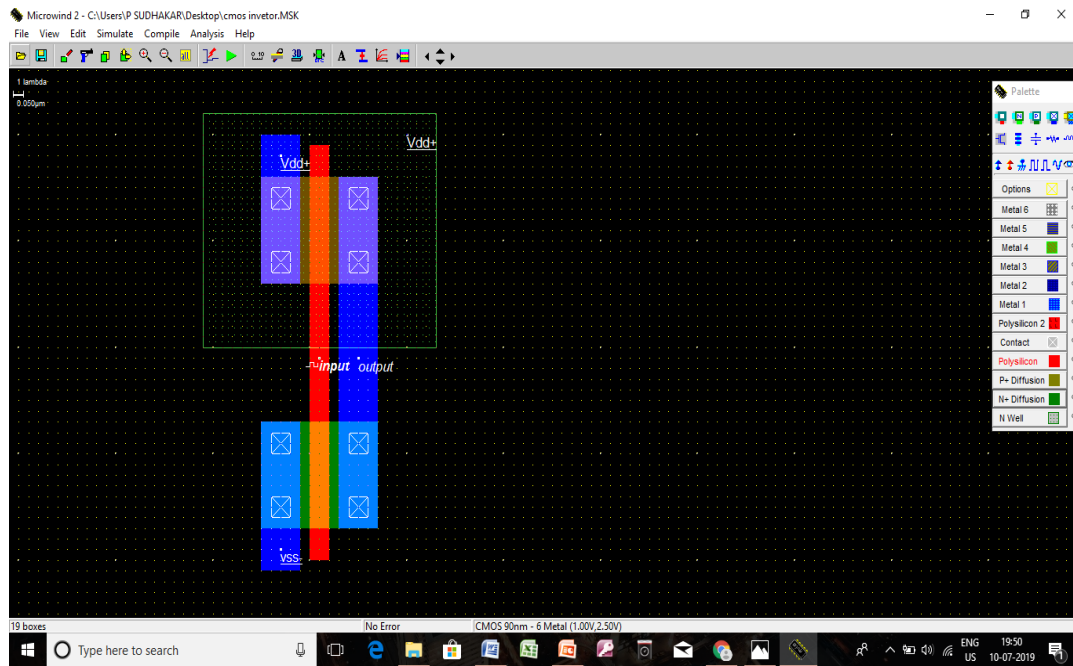 Microwind 2 - C:\Users\P SUDHAKAR\Desktop\cmos invetor.MSK
File View Edit Simulate Compile Analysis Help
1 lambda
0.050µm
Palette
Vdd+
Vdd+
Options
Metal 6
Metal 5
Metal 4
Metal 3
Metal 2
Metal 1
Polysilicon 2
Contact
Polysilicon
P+ Diffusion
N+ Diffusion
N Well
input output
vss-
19 boxes No Error CMOS 90nm - 6 Metal (1.00V,2.50V)
Type here to search
ENG 19:50
US 10-07-2019